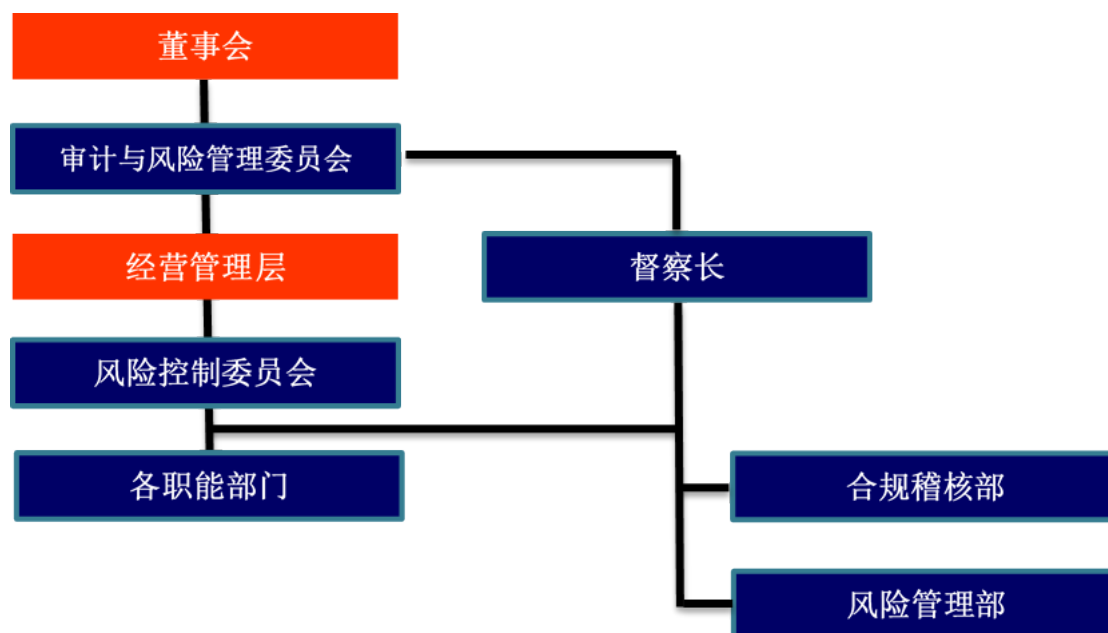 董事会
审计与风险管理委员会
经营管理层
督察长
风险控制委员会
各职能部门
合规稽核部
风险管理部